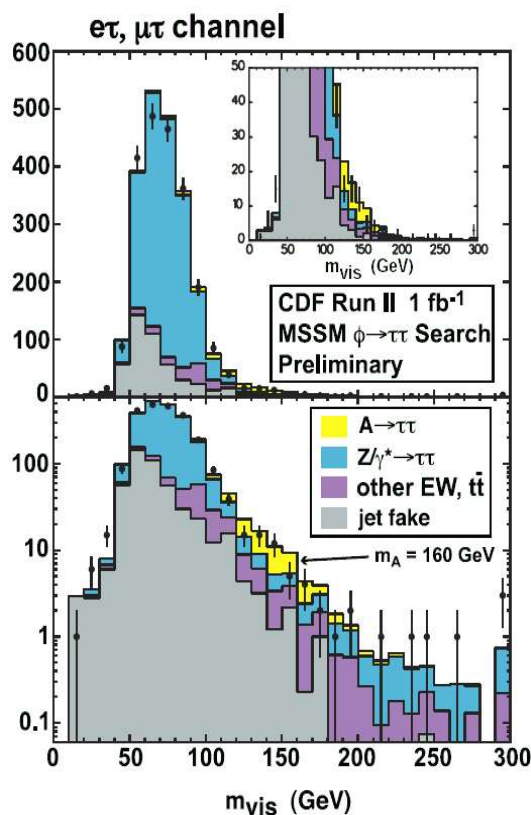 eτ, μτ channel
600
500
400
300
200
100
0
50
40
30
20
10
0
0 50 100 150 200 250 300
m_vis (GeV)
CDF Run II 1 fb⁻¹
MSSM ϕ→ττ Search
Preliminary
A→ττ
Z/γ*→ττ
other EW, tt̄
jet fake
m_A = 160 GeV
100
10
1
0.1
0 50 100 150 200 250 300
m_vis (GeV)